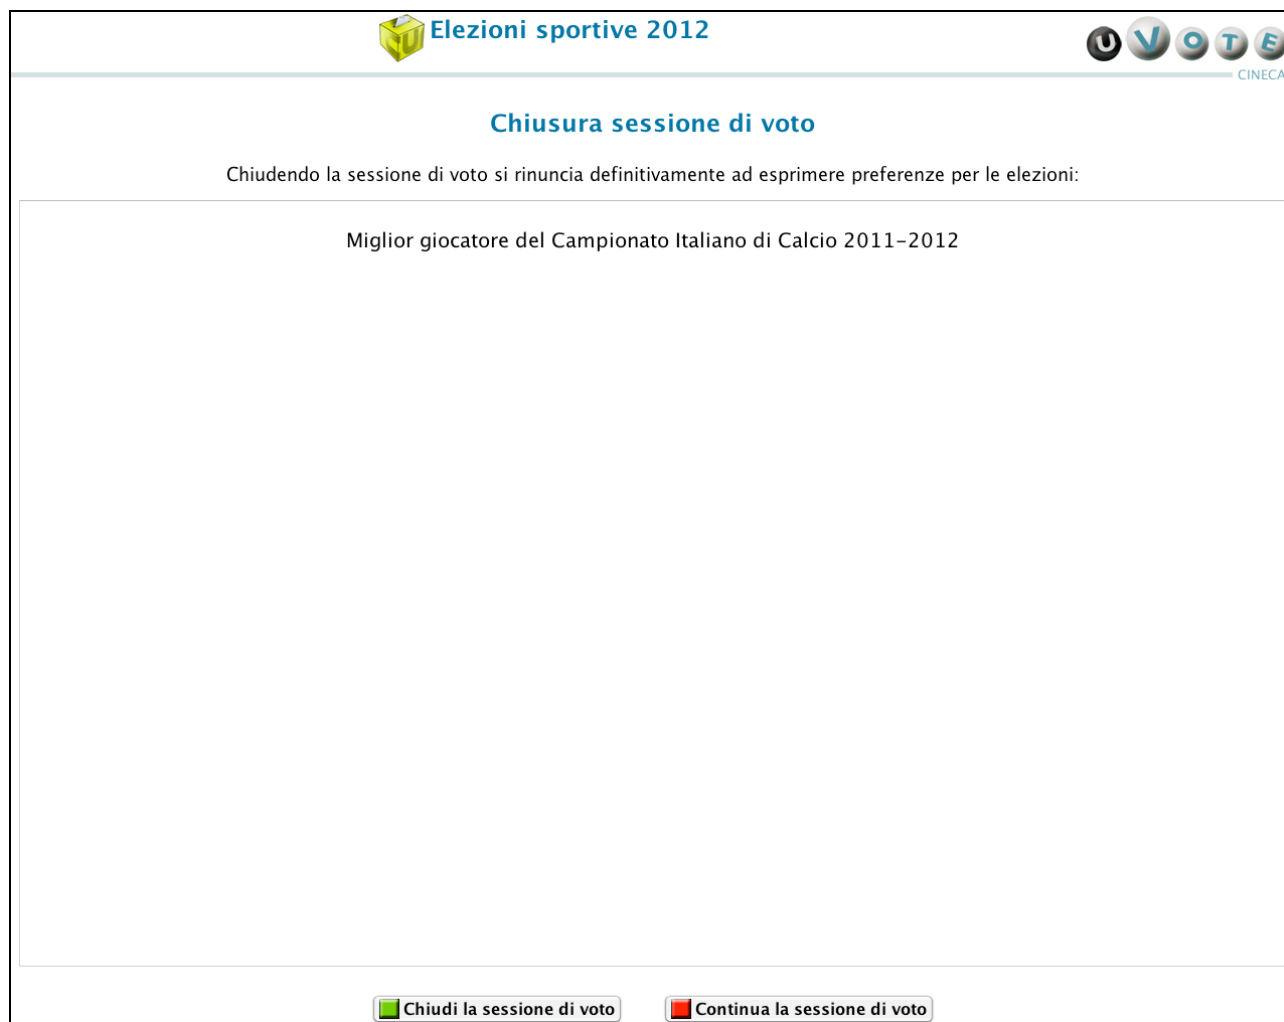 Elezioni sportive 2012
U VOTE
CINECA
Chiusura sessione di voto
Chiudendo la sessione di voto si rinuncia definitivamente ad esprimere preferenze per le elezioni:
Miglior giocatore del Campionato Italiano di Calcio 2011-2012
Chiudi la sessione di voto
Continua la sessione di voto